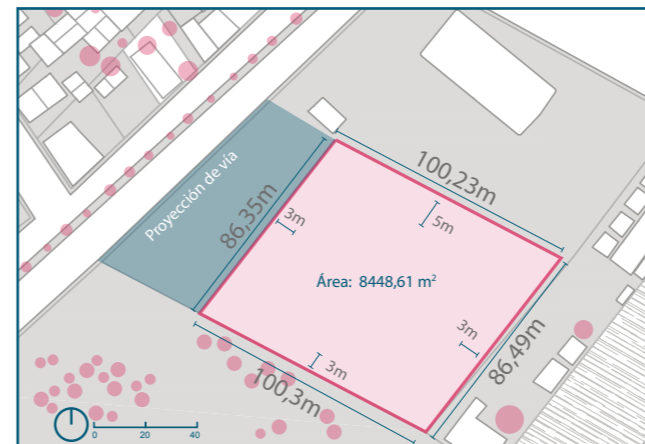 Proyección de vía
86,35m
100,23m
3m
5m
Área: 8448,61 m²
3m
86,49m
3m
100,3m
0 20 40